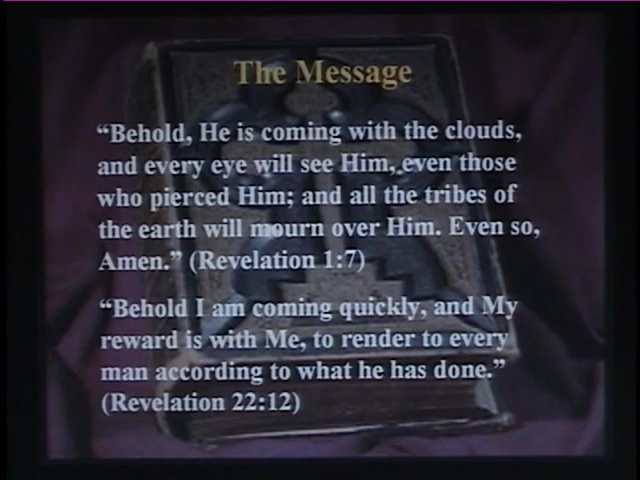 The Message
“Behold, He is coming with the clouds,
and every eye will see Him, even those
who pierced Him; and all the tribes of
the earth will mourn over Him. Even so,
Amen.” (Revelation 1:7)
“Behold I am coming quickly, and My
reward is with Me, to render to every
man according to what he has done.”
(Revelation 22:12)